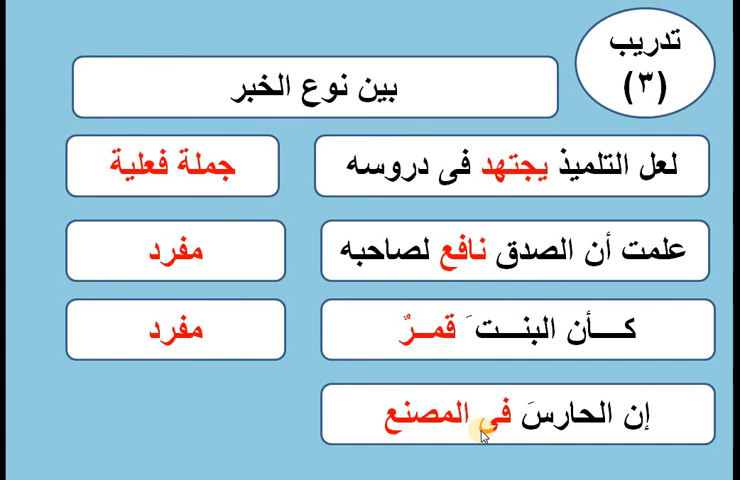 تدريب
(٣)
بين نوع الخبر
لعل التلميذ يجتهد فى دروسه
جملة فعلية
علمت أن الصدق نافع لصاحبه
مفرد
كـــأن البنـــت َ قمــرٌ
مفرد
إن الحارسَ فى المصنع